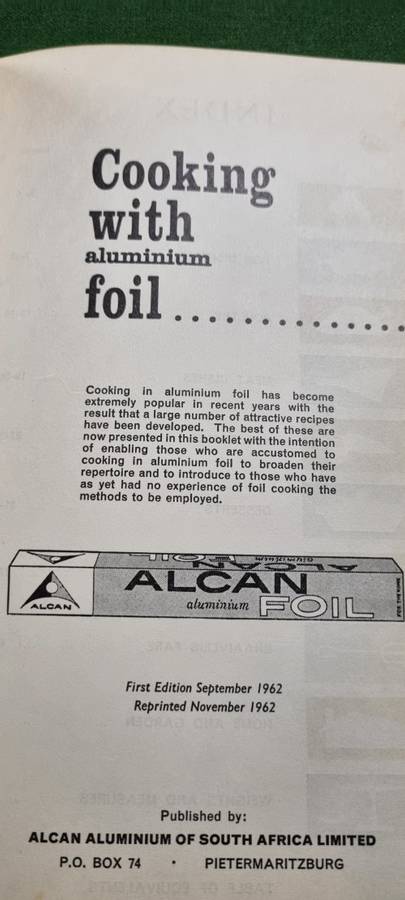 Cooking
with
aluminium
foil ..............
Cooking in aluminium foil has become
extremely popular in recent years with the
result that a large number of attractive recipes
have been developed. The best of these are
now presented in this booklet with the intention
of enabling those who are accustomed to
cooking in aluminium foil to broaden their
repertoire and to introduce to those who have
as yet had no experience of foil cooking the
methods to be employed.
ALCAN
aluminium FOIL
ALCAN
ALCAN
aluminium FOIL
First Edition September 1962
Reprinted November 1962
Published by:
ALCAN ALUMINIUM OF SOUTH AFRICA LIMITED
P.O. BOX 74 • PIETERMARITZBURG